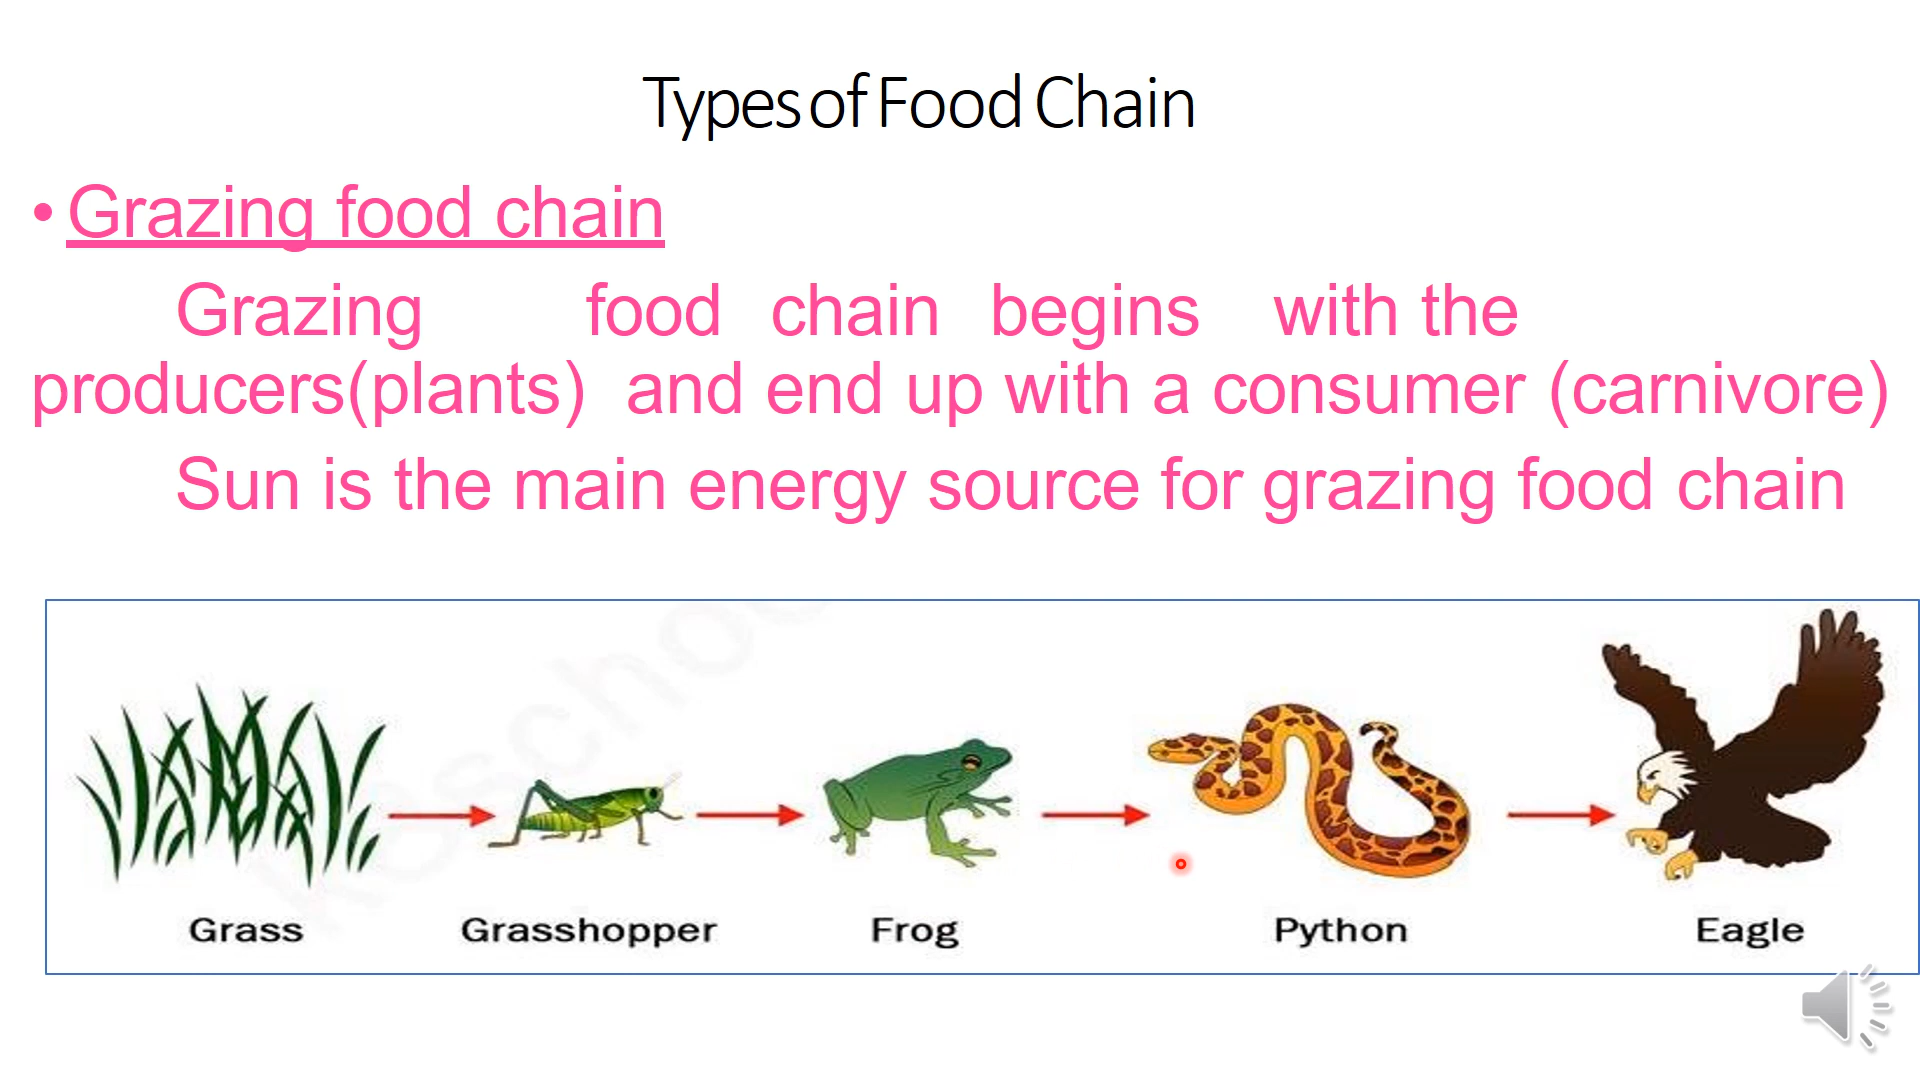 Types of Food Chain
• Grazing food chain
Grazing food chain begins with the
producers(plants) and end up with a consumer (carnivore)
Sun is the main energy source for grazing food chain
Grass Grasshopper Frog Python Eagle